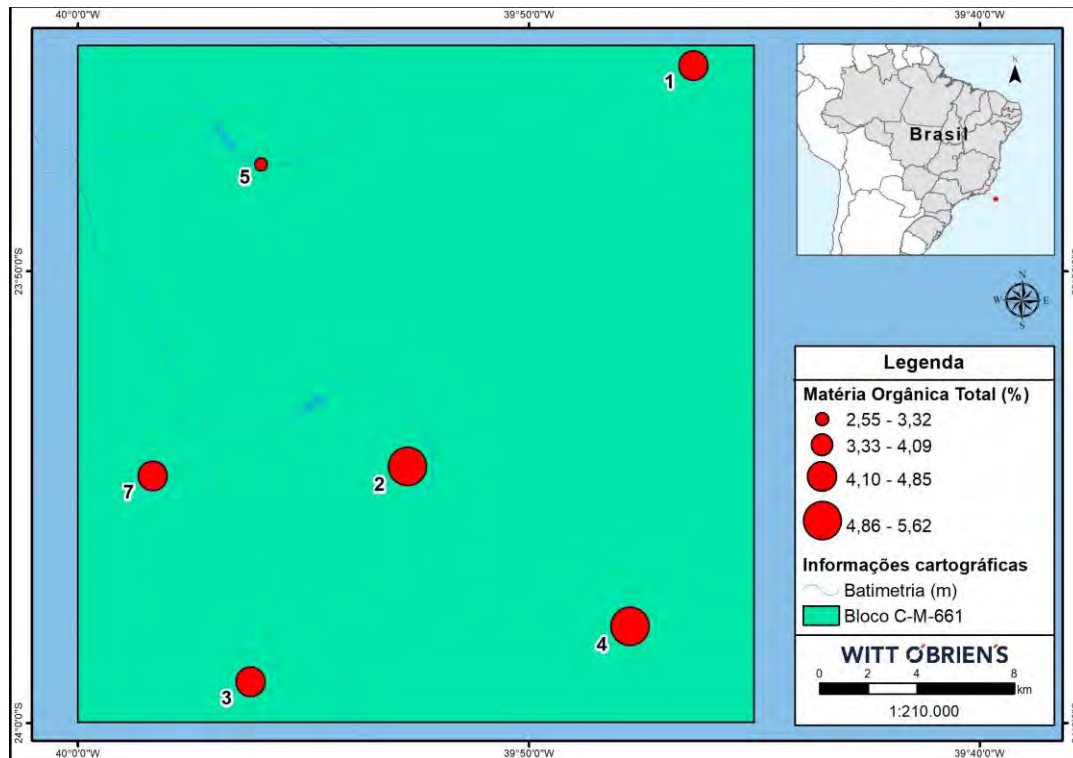 40°0'0"W
39°50'0"W
39°40'0"W
1
5
7
2
4
3
23°50'0"S
24°0'0"S
40°0'0"W
39°50'0"W
39°40'0"W
Brasil
N
N
W
E
S
Legenda
Matéria Orgânica Total (%)
2,55 - 3,32
3,33 - 4,09
4,10 - 4,85
4,86 - 5,62
Informações cartográficas
Batimetria (m)
Bloco C-M-661
WITT O'BRIEN'S
0 2 4 8
km
1:210.000